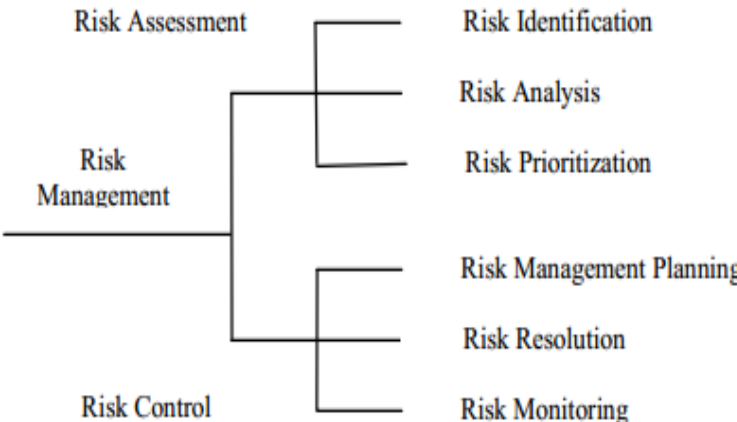 Risk Assessment
Risk Identification
Risk Analysis
Risk Prioritization
Risk
Management
Risk Management Planning
Risk Resolution
Risk Control
Risk Monitoring